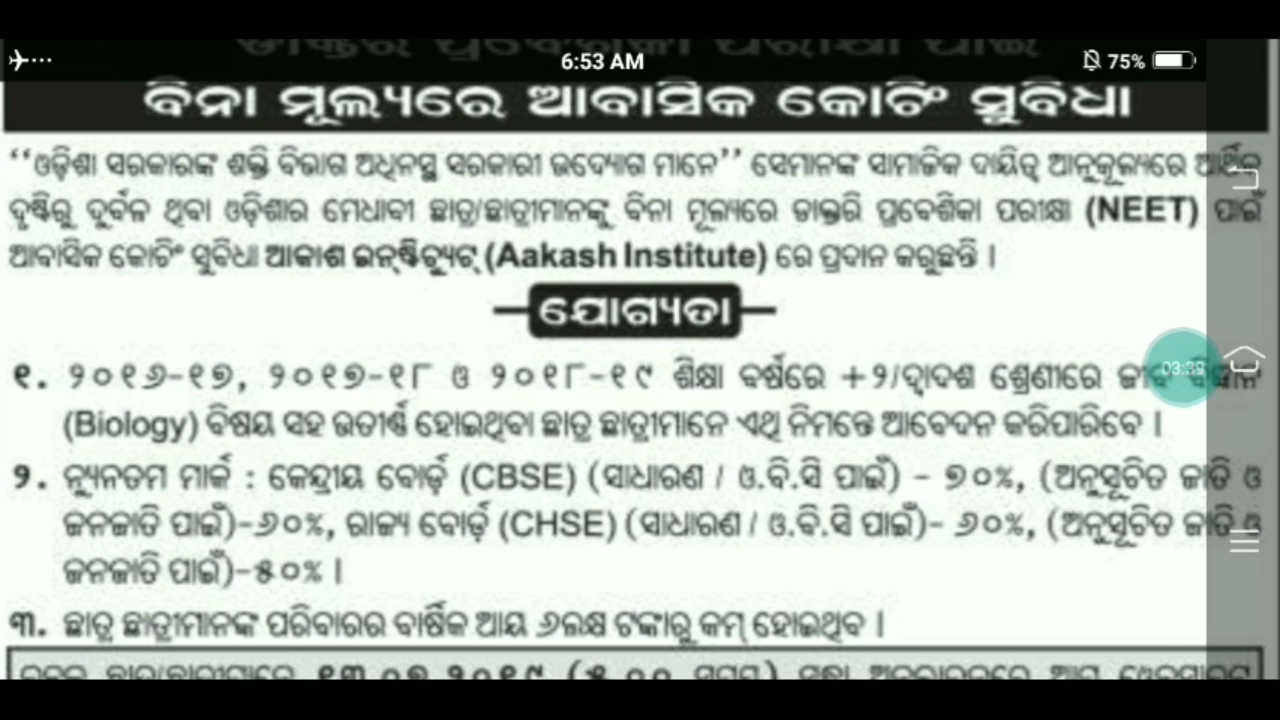 6:53 AM
75%
ବିନା ମୂଲ୍ୟରେ ଆବାସିକ କୋଚିଂ ସୁବିଧା
‘‘ଓଡ଼ିଶା ସରକାରଙ୍କ ଶକ୍ତି ବିଭାଗ ଅଧିନସ୍ଥ ସରକାରୀ ଉଦ୍ୟୋଗ ମାନେ’’ ସେମାନଙ୍କ ସାମାଜିକ ଦାୟିତ୍ୱ ଆନୁକୂଲ୍ୟରେ ଆର୍ଥିକ
ଦୃଷ୍ଟିରୁ ଦୁର୍ବଳ ଥିବା ଓଡ଼ିଶାର ମେଧାବୀ ଛାତ୍ର/ଛାତ୍ରୀମାନଙ୍କୁ ବିନା ମୂଲ୍ୟରେ ଡାକ୍ତରି ପ୍ରବେଶିକା ପରୀକ୍ଷା (NEET) ପାଇଁ
ଆବାସିକ କୋଚିଂ ସୁବିଧା ଆକାଶ ଇନ୍‌ଷ୍ଟିଚ୍ୟୁଟ୍ (Aakash Institute) ରେ ପ୍ରଦାନ କରୁଛନ୍ତି ।
ଯୋଗ୍ୟତା
୧. ୨୦୧୬-୧୭, ୨୦୧୭-୧୮ ଓ ୨୦୧୮-୧୯ ଶିକ୍ଷା ବର୍ଷରେ +୨/ଦ୍ୱାଦଶ ଶ୍ରେଣୀରେ ଜୀବ ବିଜ୍ଞାନ
03:39
(Biology) ବିଷୟ ସହ ଉତୀର୍ଣ୍ଣ ହୋଇଥିବା ଛାତ୍ର ଛାତ୍ରୀମାନେ ଏଥି ନିମନ୍ତେ ଆବେଦନ କରିପାରିବେ ।
୨. ନ୍ୟୁନତମ ମାର୍କ : କେନ୍ଦ୍ରୀୟ ବୋର୍ଡ଼ (CBSE) (ସାଧାରଣ / ଓ.ବି.ସି ପାଇଁ) - ୭୦%, (ଅନୁସୂଚିତ ଜାତି ଓ
ଜନଜାତି ପାଇଁ)-୬୦%, ରାଜ୍ୟ ବୋର୍ଡ଼ (CHSE) (ସାଧାରଣ / ଓ.ବି.ସି ପାଇଁ)- ୬୦%, (ଅନୁସୂଚିତ ଜାତି ଓ
ଜନଜାତି ପାଇଁ)-୫୦% ।
୩. ଛାତ୍ର ଛାତ୍ରୀମାନଙ୍କ ପରିବାରର ବାର୍ଷିକ ଆୟ ୬ଲକ୍ଷ ଟଙ୍କାରୁ କମ୍ ହୋଇଥିବ ।